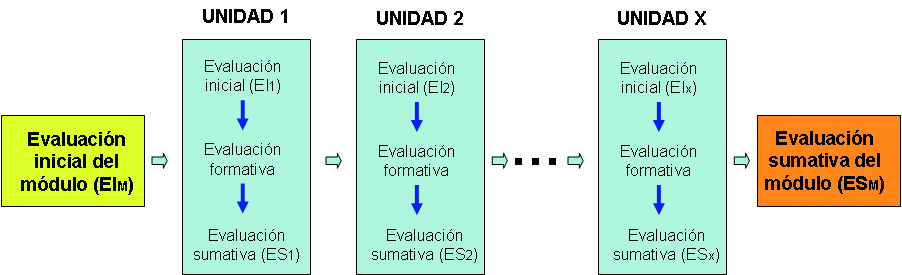 UNIDAD 1
UNIDAD 2
UNIDAD X
Evaluación
inicial del
módulo (EIM)
Evaluación
inicial (EI1)
Evaluación
formativa
Evaluación
sumativa (ES1)
Evaluación
inicial (EI2)
Evaluación
formativa
Evaluación
sumativa (ES2)
Evaluación
inicial (EIx)
Evaluación
formativa
Evaluación
sumativa (ESx)
Evaluación
sumativa del
módulo (ESM)